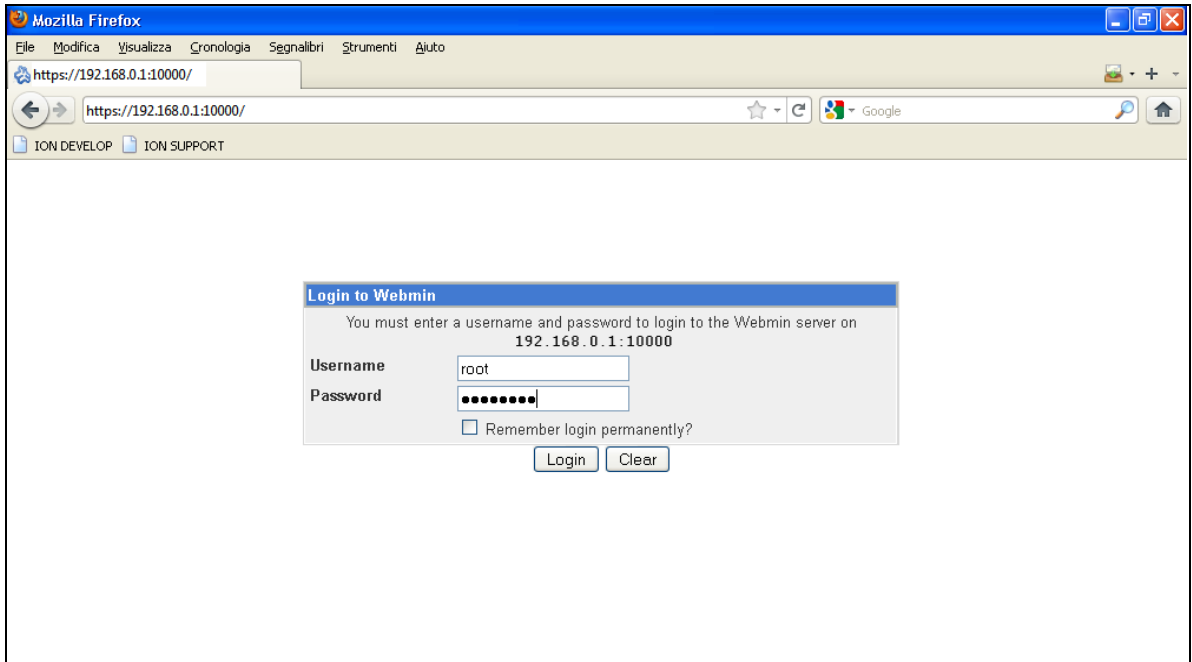 Mozilla Firefox
File Modifica Visualizza Cronologia Segnalibri Strumenti Aiuto
https://192.168.0.1:10000/
https://192.168.0.1:10000/ Google
ION DEVELOP ION SUPPORT
Login to Webmin
You must enter a username and password to login to the Webmin server on
192.168.0.1:10000
Username root
Password ••••••••
Remember login permanently?
Login Clear